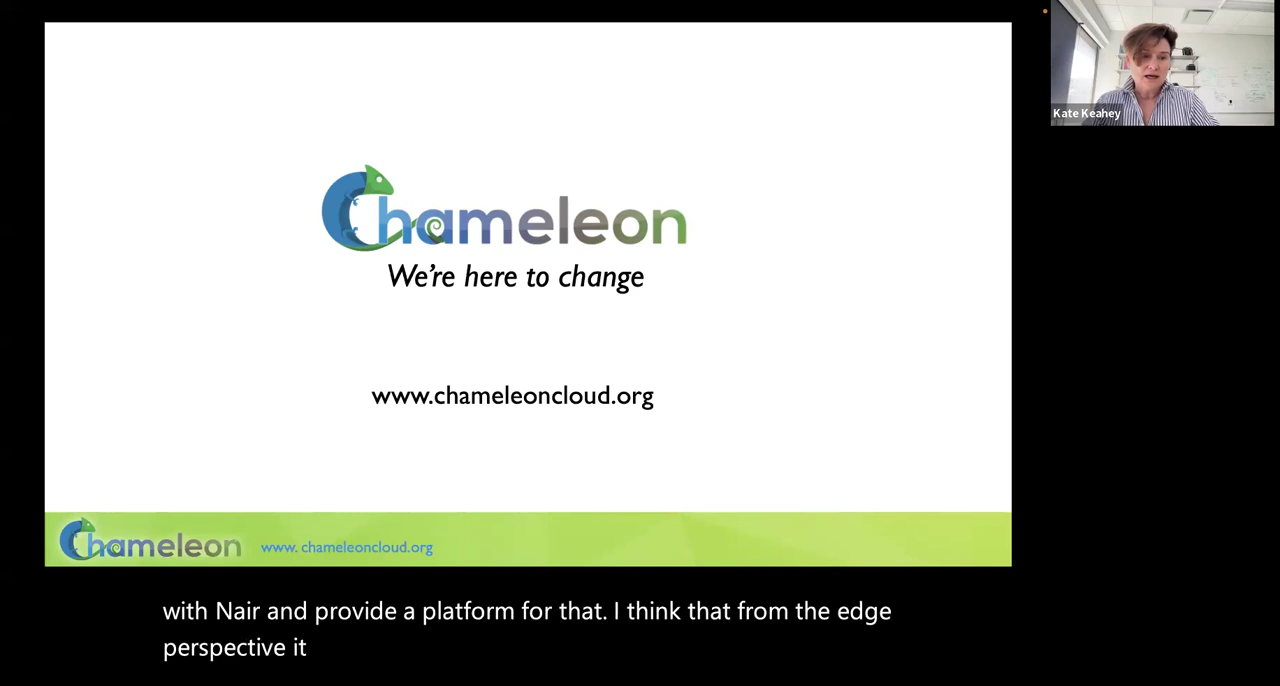 Kate Keahey
Chameleon
We're here to change
www.chameleoncloud.org
Chameleon www. chameleoncloud.org
with Nair and provide a platform for that. I think that from the edge
perspective it